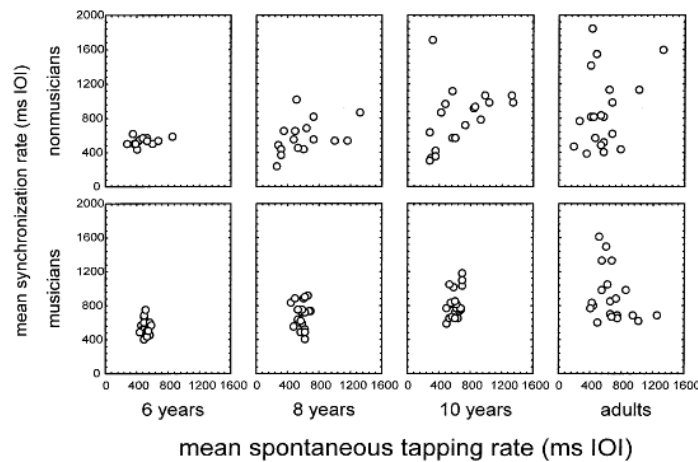 mean synchronization rate (ms IOI)
nonmusicians
musicians
2000
1600
1200
800
400
0
2000
1600
1200
800
400
0
0 400 800 1200 1600 0 400 800 1200 1600 0 400 800 1200 1600 0 400 800 1200 1600
6 years 8 years 10 years adults
mean spontaneous tapping rate (ms IOI)